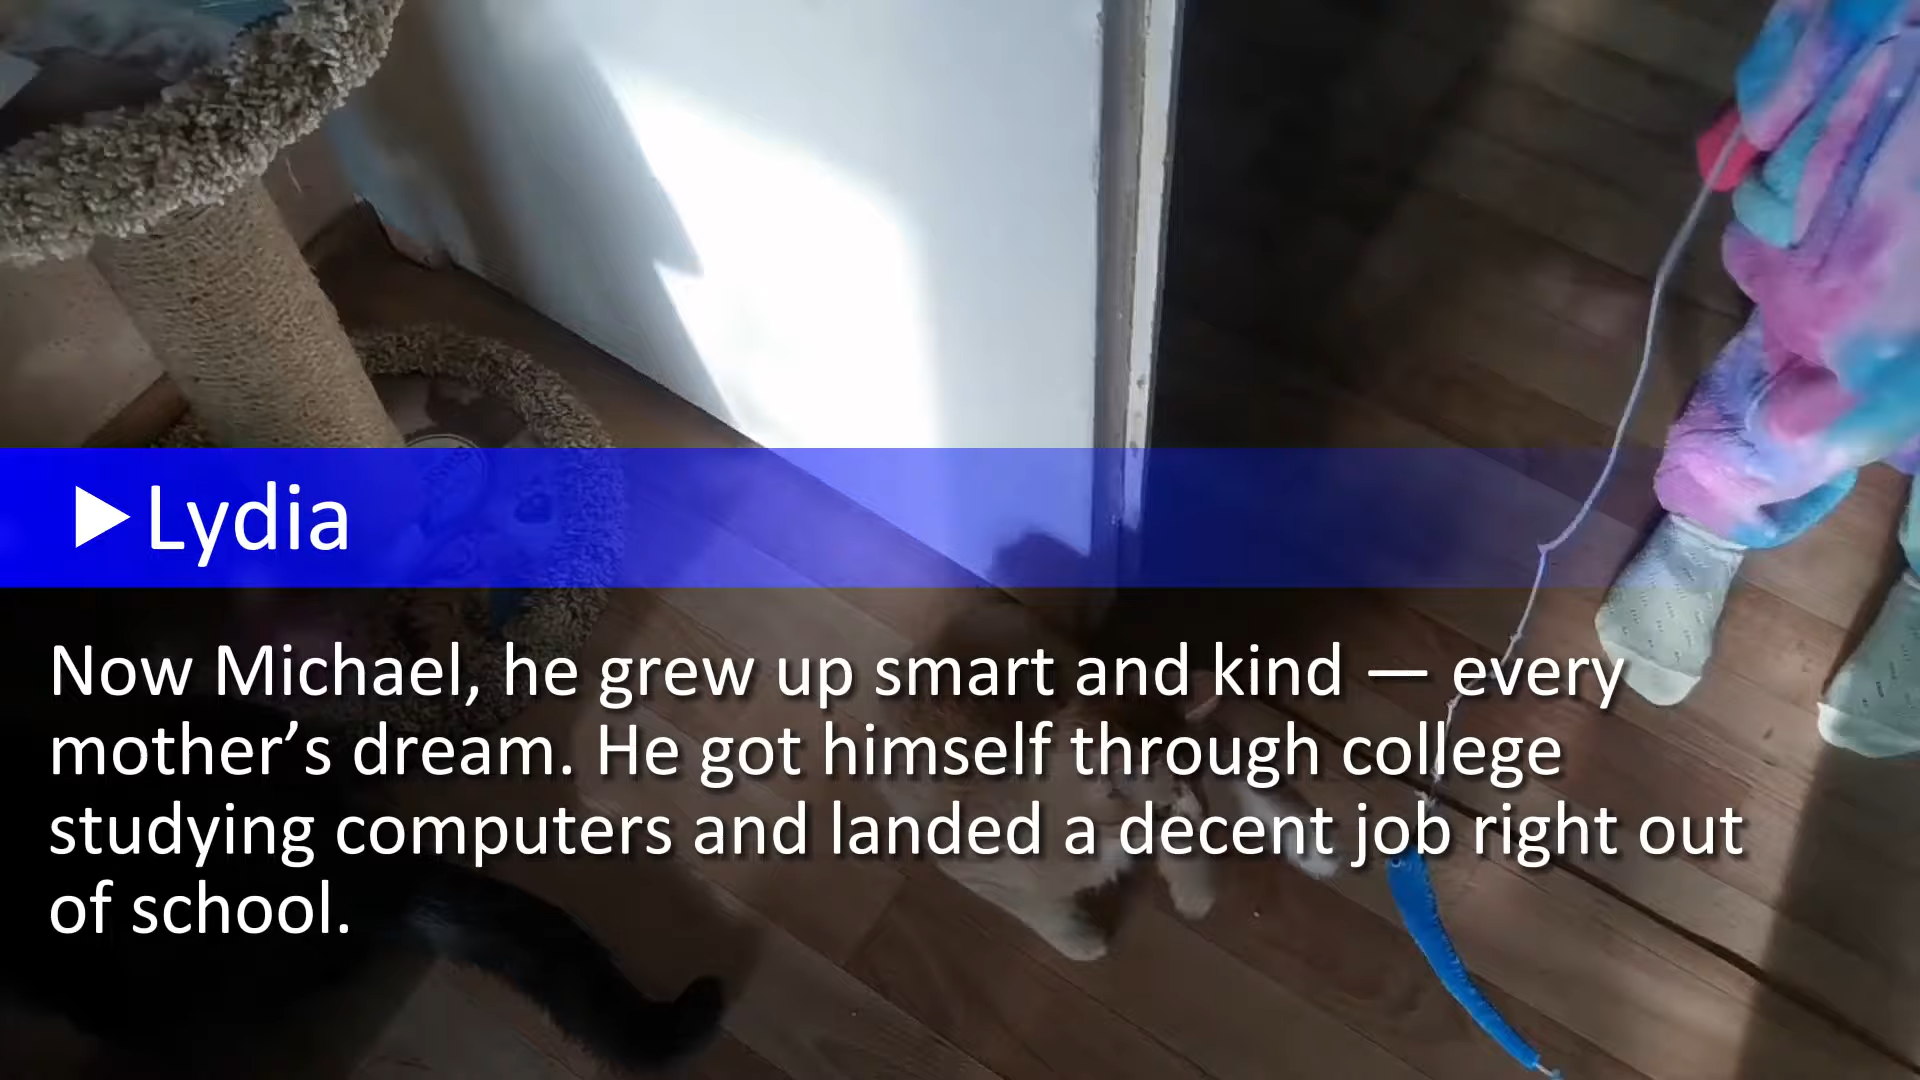 Lydia
Now Michael, he grew up smart and kind — every
mother’s dream. He got himself through college
studying computers and landed a decent job right out
of school.